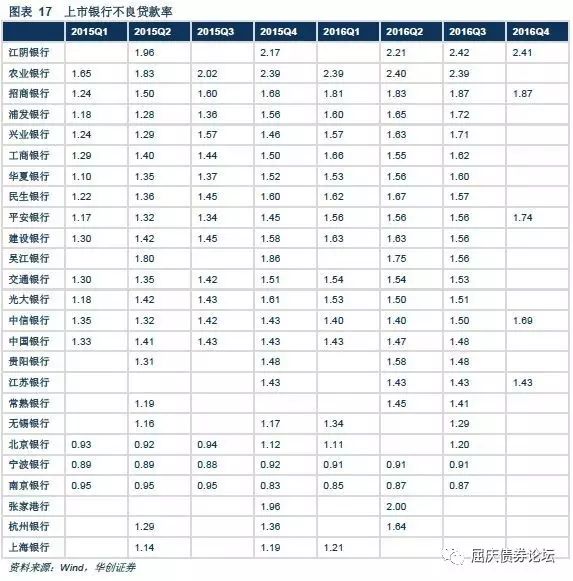 图表 17 上市银行不良贷款率
2015Q1 2015Q2 2015Q3 2015Q4 2016Q1 2016Q2 2016Q3 2016Q4
江阴银行 1.96 2.17 2.21 2.42 2.41
农业银行 1.65 1.83 2.02 2.39 2.39 2.40 2.39
招商银行 1.24 1.50 1.60 1.68 1.81 1.83 1.87 1.87
浦发银行 1.18 1.28 1.36 1.56 1.60 1.65 1.72
兴业银行 1.24 1.29 1.57 1.46 1.57 1.63 1.71
工商银行 1.29 1.40 1.44 1.50 1.66 1.55 1.62
华夏银行 1.10 1.35 1.37 1.52 1.53 1.56 1.60
民生银行 1.22 1.36 1.45 1.60 1.62 1.67 1.57
平安银行 1.17 1.32 1.34 1.45 1.56 1.56 1.56 1.74
建设银行 1.30 1.42 1.45 1.58 1.63 1.63 1.56
吴江银行 1.80 1.86 1.75 1.56
交通银行 1.30 1.35 1.42 1.51 1.54 1.54 1.53
光大银行 1.18 1.42 1.43 1.61 1.53 1.50 1.51
中信银行 1.35 1.32 1.42 1.43 1.40 1.40 1.50 1.69
中国银行 1.33 1.41 1.43 1.43 1.43 1.47 1.48
贵阳银行 1.31 1.48 1.58 1.48
江苏银行 1.43 1.43 1.43 1.43
常熟银行 1.19 1.45 1.41
无锡银行 1.16 1.17 1.34 1.29
北京银行 0.93 0.92 0.94 1.12 1.11 1.20
宁波银行 0.89 0.89 0.88 0.92 0.91 0.91 0.91
南京银行 0.95 0.95 0.95 0.83 0.85 0.87 0.87
张家港行 1.96 2.00
杭州银行 1.29 1.36 1.64
上海银行 1.14 1.19 1.21
屈庆债券论坛
资料来源：Wind，华创证券